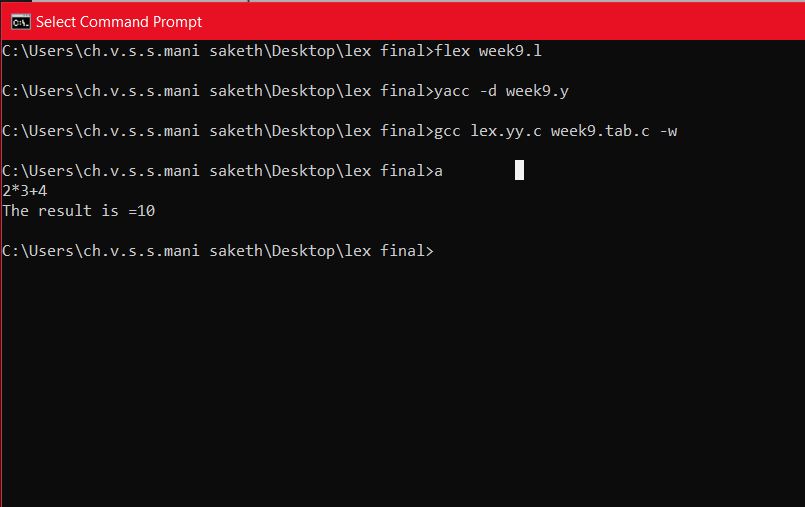 Select Command Prompt
C:\Users\ch.v.s.s.mani saketh\Desktop\lex final>flex week9.l
C:\Users\ch.v.s.s.mani saketh\Desktop\lex final>yacc -d week9.y
C:\Users\ch.v.s.s.mani saketh\Desktop\lex final>gcc lex.yy.c week9.tab.c -w
C:\Users\ch.v.s.s.mani saketh\Desktop\lex final>a
2*3+4
The result is =10
C:\Users\ch.v.s.s.mani saketh\Desktop\lex final>